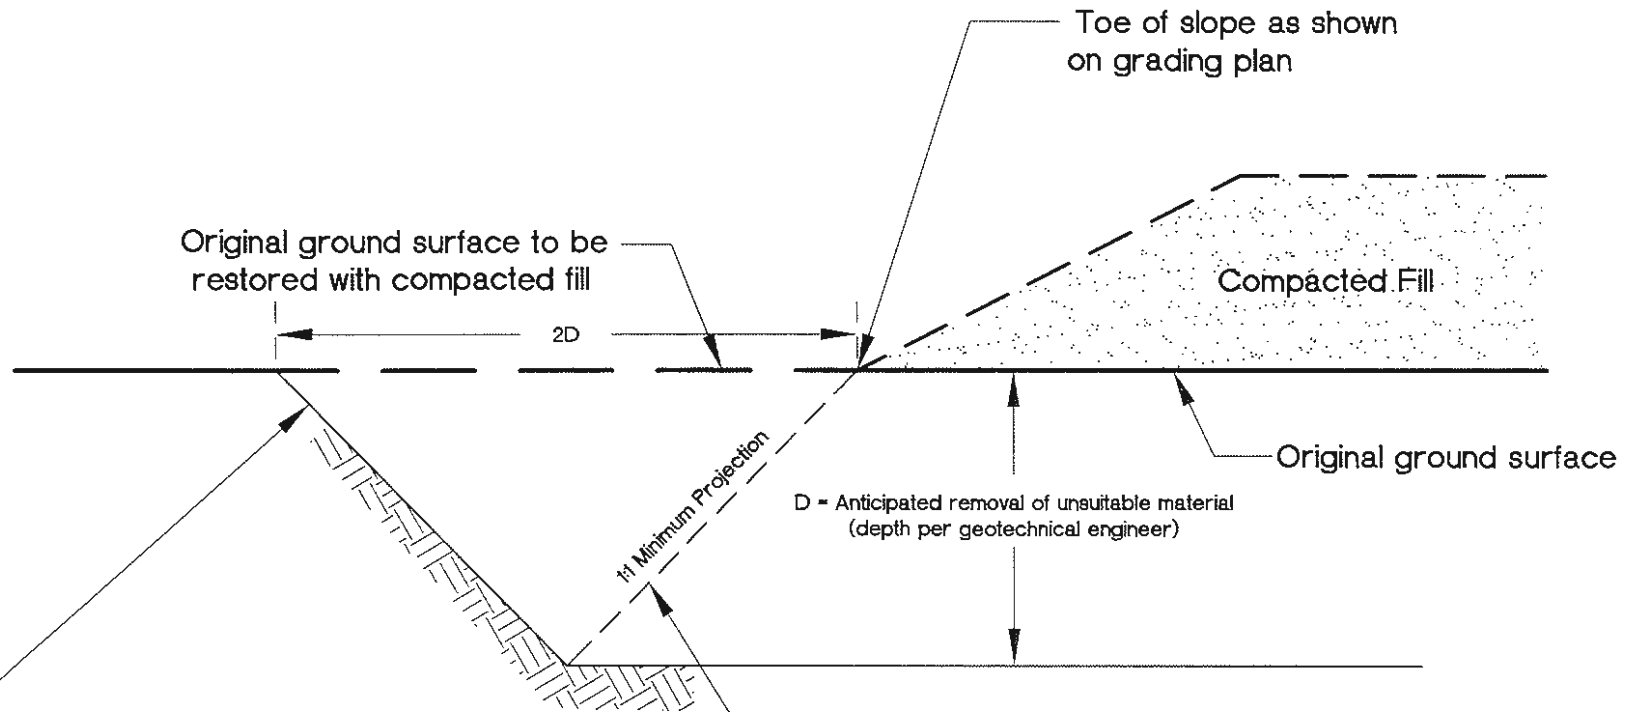 Toe of slope as shown
on grading plan
Original ground surface to be
restored with compacted fill
Compacted Fill
2D
Original ground surface
1:1 Minimum Projection
D = Anticipated removal of unsuitable material
(depth per geotechnical engineer)